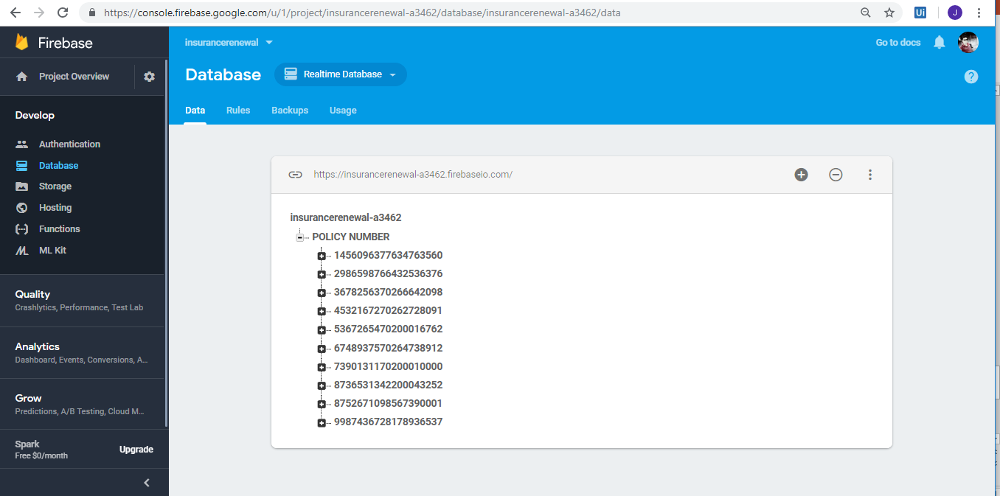 https://console.firebase.google.com/u/1/project/insurancerenewal-a3462/database/insurancerenewal-a3462/data
Ui
J
Firebase
Project Overview
Develop
Authentication
Database
Storage
Hosting
Functions
ML Kit
Quality
Crashlytics, Performance, Test Lab
Analytics
Dashboard, Events, Conversions, A...
Grow
Predictions, A/B Testing, Cloud M...
Spark
Free $0/month
Upgrade
insurancerenewal
Go to docs
Database
Realtime Database
?
Data Rules Backups Usage
https://insurancerenewal-a3462.firebaseio.com/
insurancerenewal-a3462
POLICY NUMBER
1456096377634763560
2986598766432536376
3678256370266642098
4532167270262728091
5367265470200016762
6748937570264738912
7390131170200010000
8736531342200043252
8752671098567390001
9987436728178936537